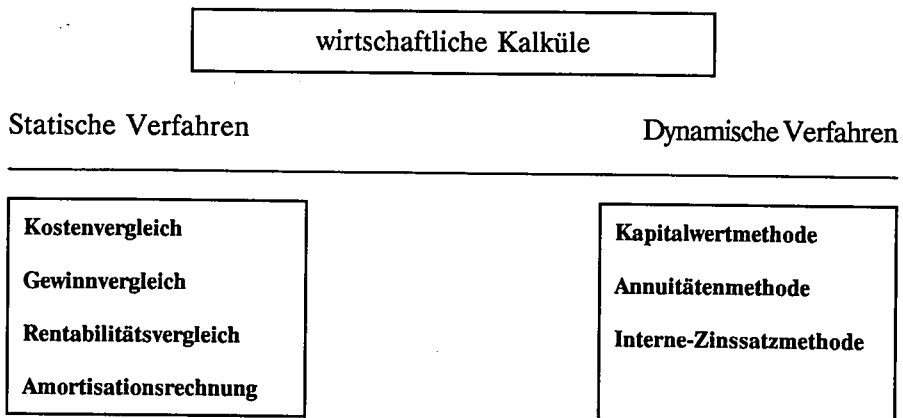 wirtschaftliche Kalküle
Statische Verfahren
Dynamische Verfahren
Kostenvergleich
Gewinnvergleich
Rentabilitätsvergleich
Amortisationsrechnung
Kapitalwertmethode
Annuitätenmethode
Interne-Zinssatzmethode